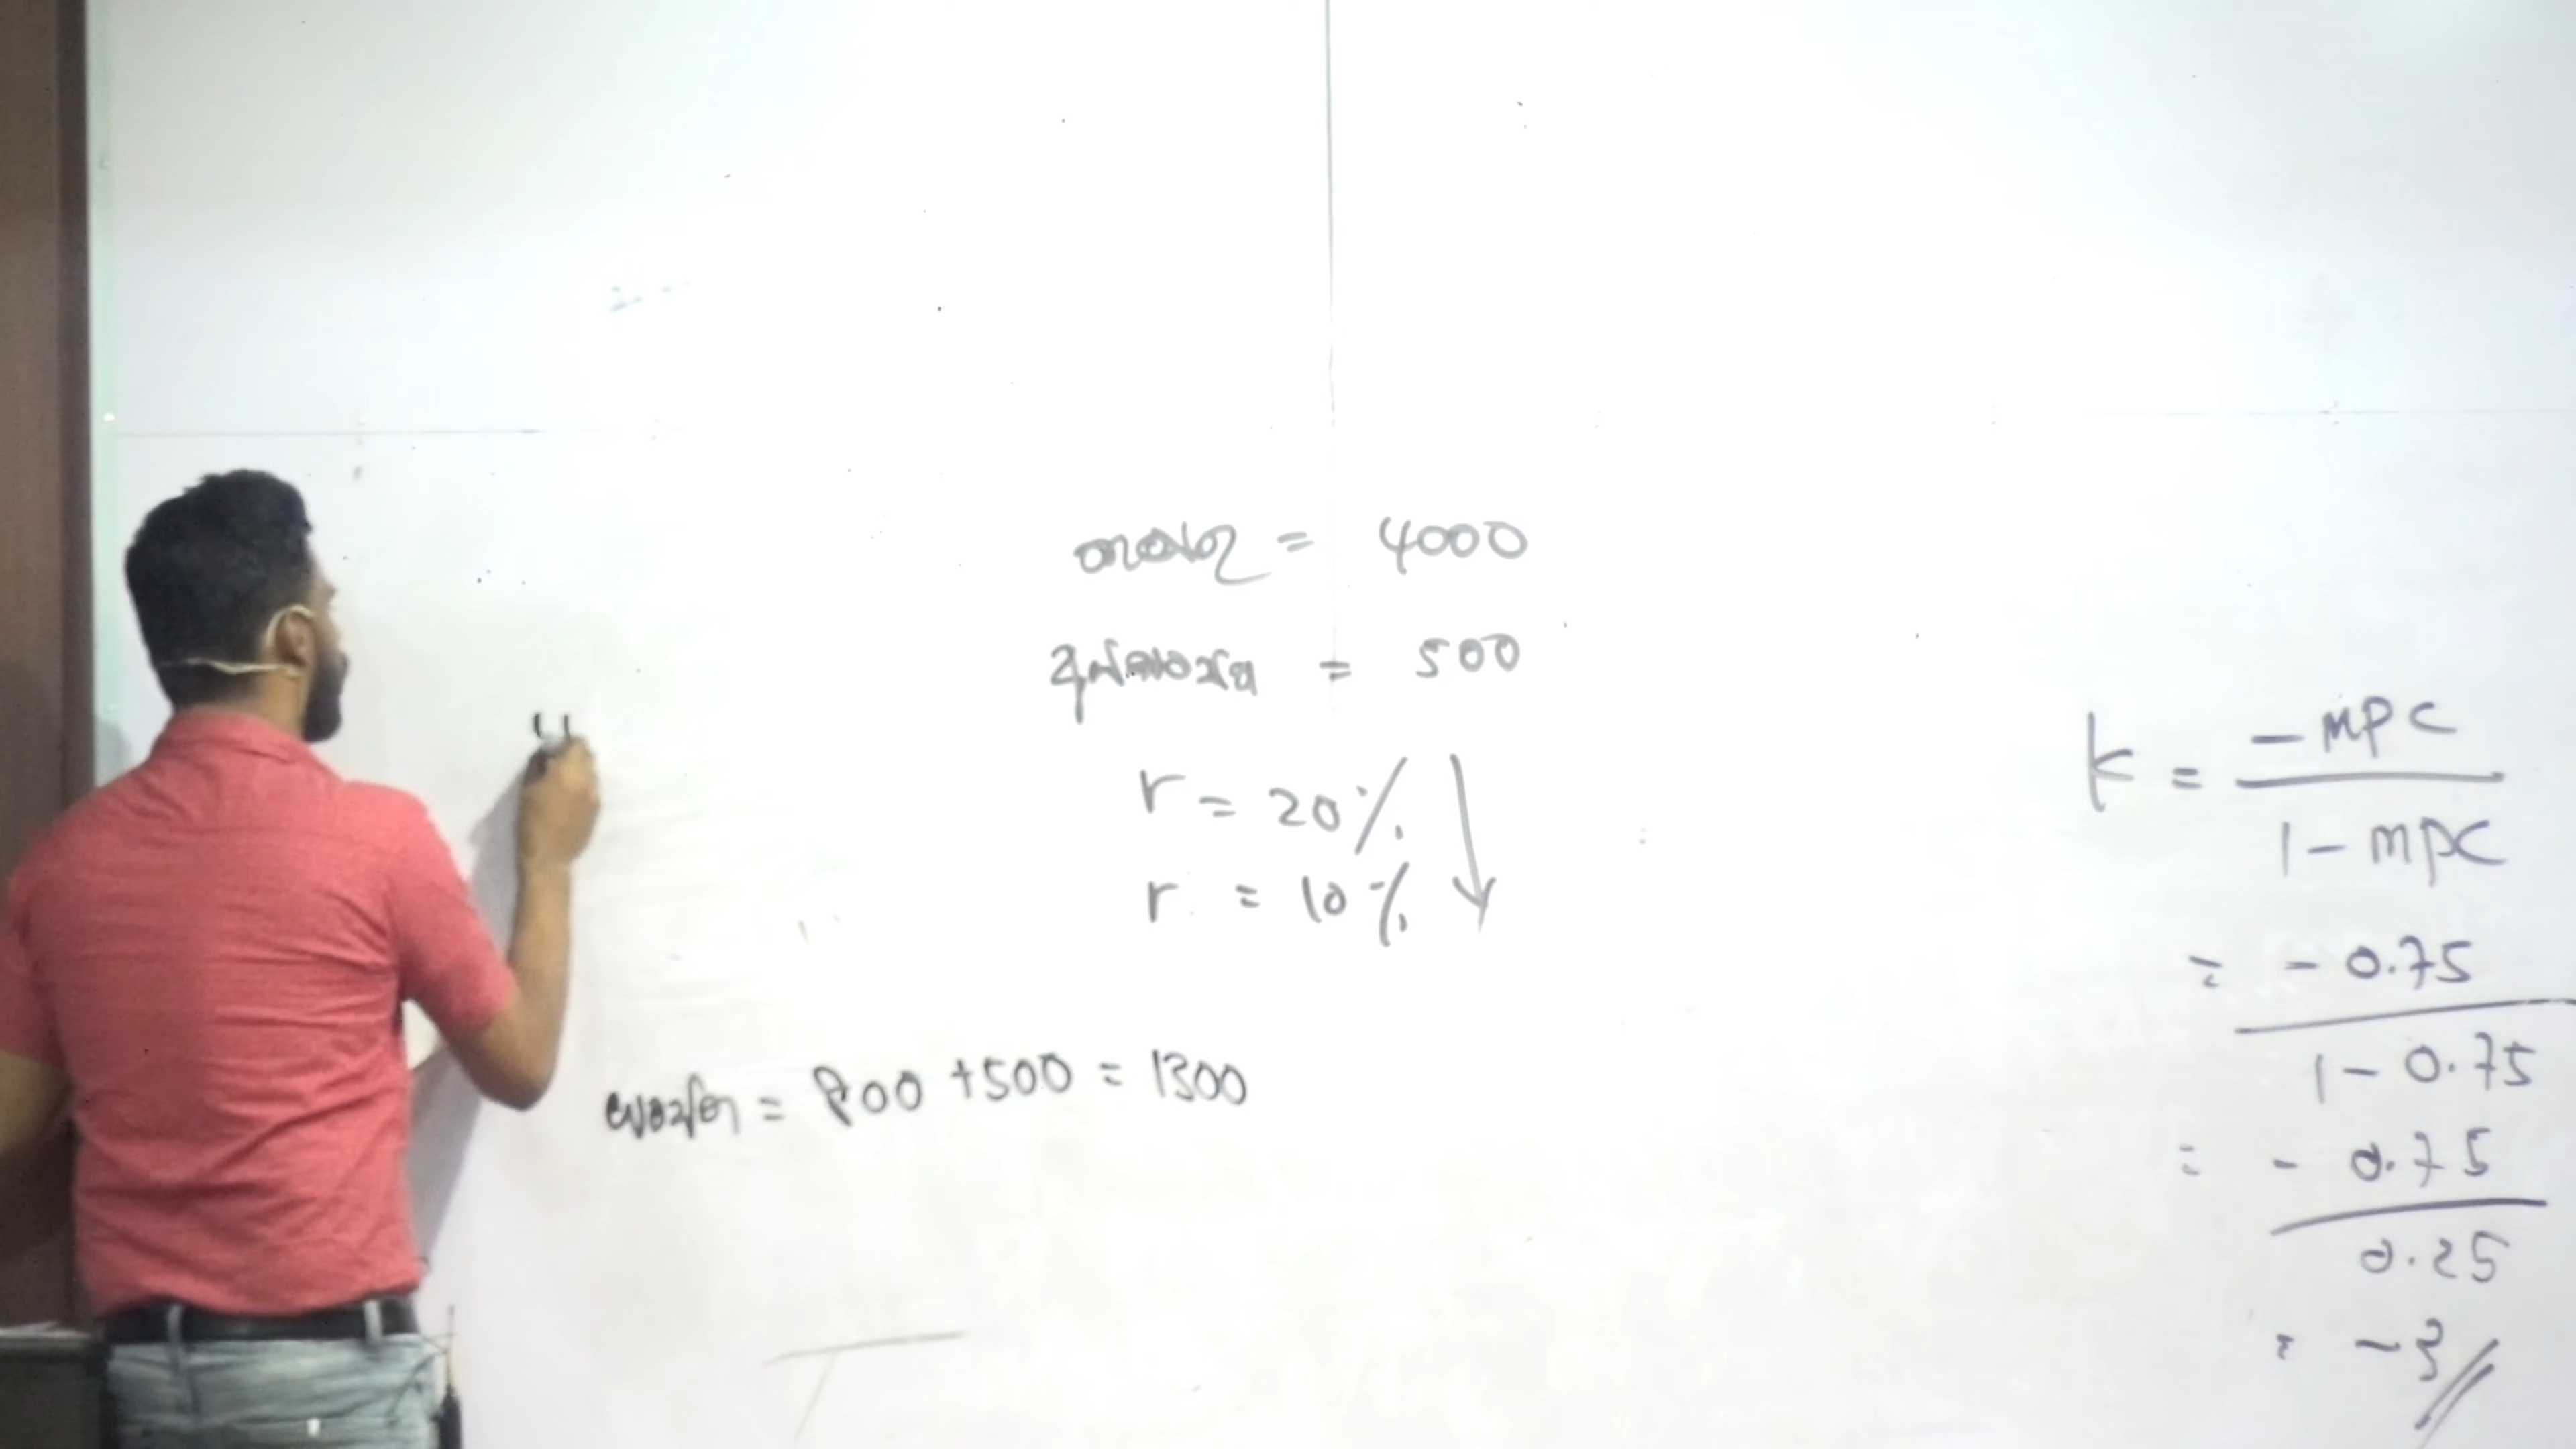 = 4000
= 500
r = 20%
r = 10%
= 800 + 500 = 1300
k = -MPC / 1-MPC
= -0.75 / 1-0.75
= -0.75 / 0.25
= -3//